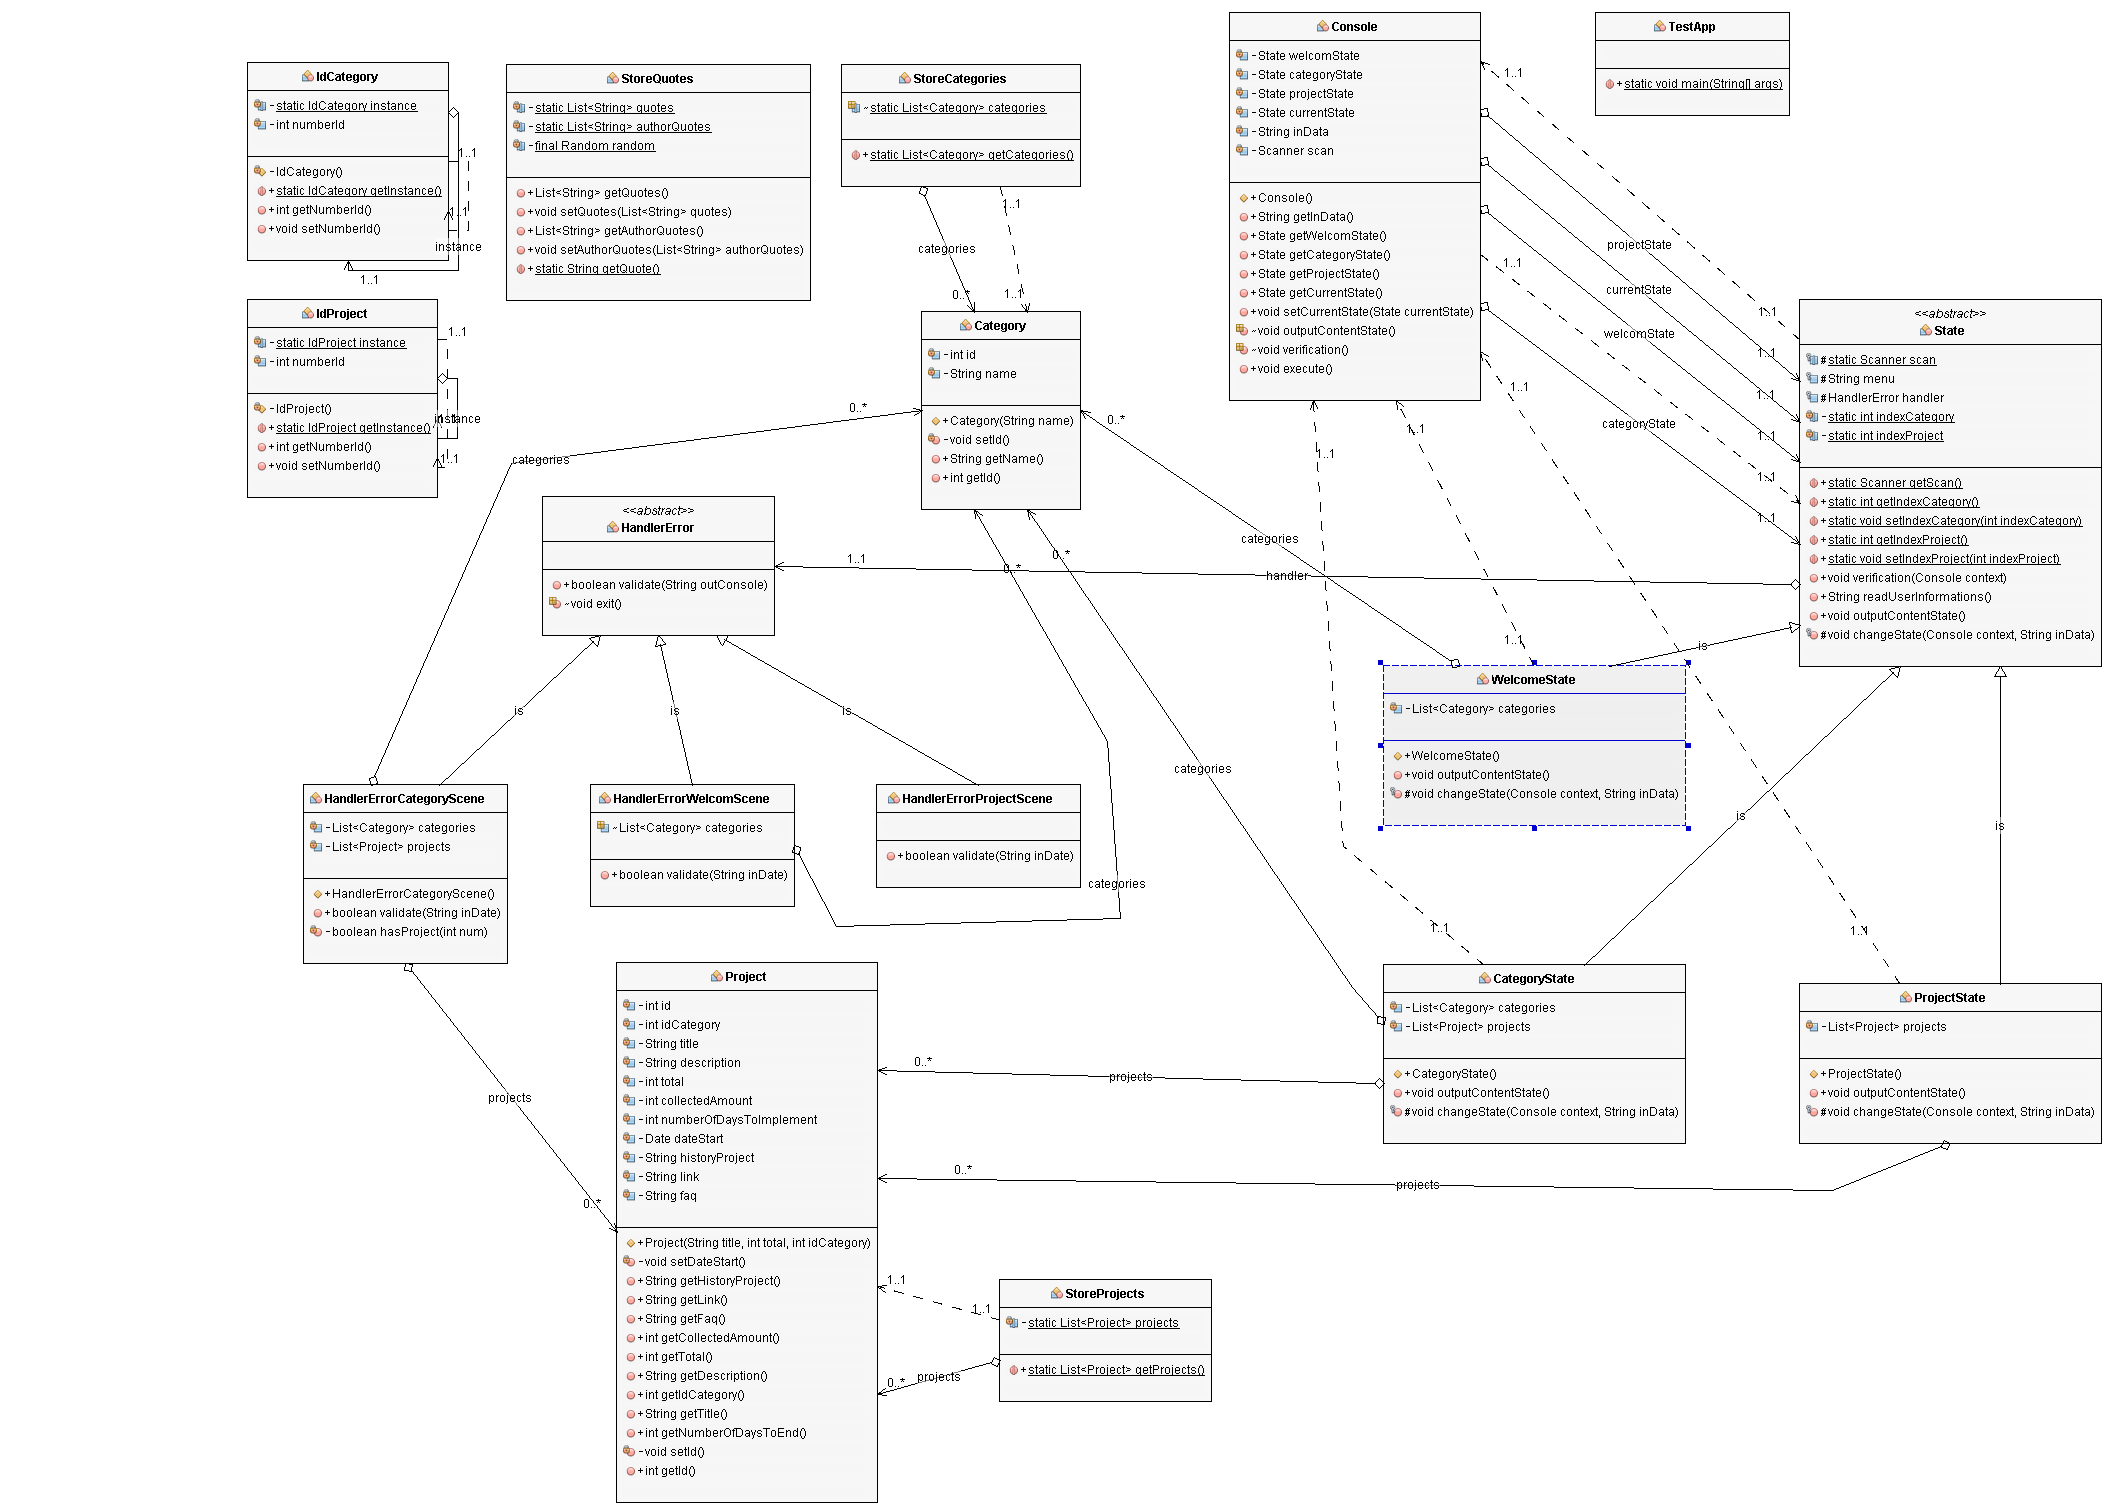 IdCategory
-static IdCategory instance
-int numberId
-IdCategory()
+static IdCategory getInstance()
+int getNumberId()
+void setNumberId()
1..1
1..1
instance
1..1
StoreQuotes
-static List<String> quotes
-static List<String> authorQuotes
-final Random random
+List<String> getQuotes()
+void setQuotes(List<String> quotes)
+List<String> getAuthorQuotes()
+void setAuthorQuotes(List<String> authorQuotes)
+static String getQuote()
StoreCategories
~static List<Category> categories
+static List<Category> getCategories()
1..1
categories
0..*
1..1
Console
-State welcomState
-State categoryState
-State projectState
-State currentState
-String inData
-Scanner scan
+Console()
+String getInData()
+State getWelcomState()
+State getCategoryState()
+State getProjectState()
+State getCurrentState()
+void setCurrentState(State currentState)
~void outputContentState()
~void verification()
+void execute()
TestApp
+static void main(String[] args)
1..1
projectState
1..1
currentState
1..1
welcomState
1..1
1..1
1..1
categoryState
1..1
1..1
1..1
1..1
1..1
IdProject
-static IdProject instance
-int numberId
-IdProject()
+static IdProject getInstance()
+int getNumberId()
+void setNumberId()
1..1
instance
1..1
1..1
Category
-int id
-String name
+Category(String name)
-void setId()
+String getName()
+int getId()
0..*
0..*
categories
0..*
0..*
<<abstract>>
State
#static Scanner scan
#String menu
#HandlerError handler
-static int indexCategory
-static int indexProject
+static Scanner getScan()
+static int getIndexCategory()
+static void setIndexCategory(int indexCategory)
+static int getIndexProject()
+static void setIndexProject(int indexProject)
+void verification(Console context)
+String readUserInformations()
+void outputContentState()
#void changeState(Console context, String inData)
<<abstract>>
HandlerError
+boolean validate(String outConsole)
~void exit()
1..1
handler
categories
1..1
is
WelcomeState
-List<Category> categories
+WelcomeState()
+void outputContentState()
#void changeState(Console context, String inData)
is
is
is
categories
is
is
HandlerErrorCategoryScene
-List<Category> categories
-List<Project> projects
+HandlerErrorCategoryScene()
+boolean validate(String inDate)
-boolean hasProject(int num)
HandlerErrorWelcomScene
~List<Category> categories
+boolean validate(String inDate)
HandlerErrorProjectScene
+boolean validate(String inDate)
categories
1..1
1..1
Project
-int id
-int idCategory
-String title
-String description
-int total
-int collectedAmount
-int numberOfDaysToImplement
-Date dateStart
-String historyProject
-String link
-String faq
+Project(String title, int total, int idCategory)
-void setDateStart()
+String getHistoryProject()
+String getLink()
+String getFaq()
+int getCollectedAmount()
+int getTotal()
+String getDescription()
+int getIdCategory()
+String getTitle()
+int getNumberOfDaysToEnd()
-void setId()
+int getId()
CategoryState
-List<Category> categories
-List<Project> projects
+CategoryState()
+void outputContentState()
#void changeState(Console context, String inData)
ProjectState
-List<Project> projects
+ProjectState()
+void outputContentState()
#void changeState(Console context, String inData)
0..*
projects
projects
0..*
projects
0..*
1..1
1..1
StoreProjects
-static List<Project> projects
+static List<Project> getProjects()
0..*
projects